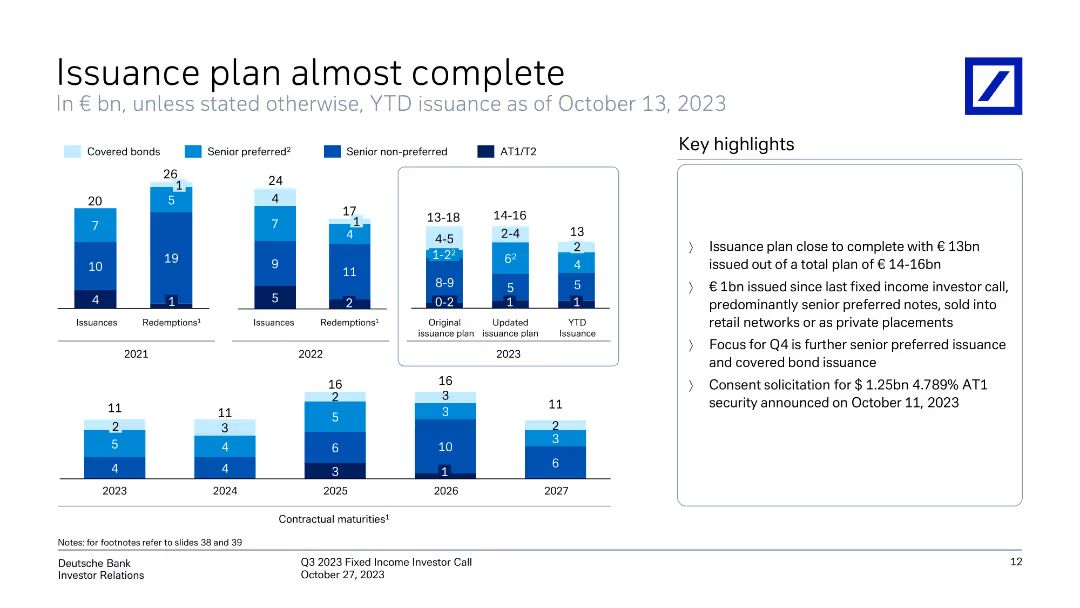 Issuance plan almost complete
In € bn, unless stated otherwise, YTD issuance as of October 13, 2023
Covered bonds
Senior preferred²
Senior non-preferred
AT1/T2
20
7
10
4
Issuances
26
1
5
19
1
Redemptions¹
2021
24
4
7
9
5
Issuances
17
1
4
11
2
Redemptions¹
2022
13-18
4-5
1-2²
8-9
0-2
Original
issuance plan
14-16
2-4
6²
5
1
Updated
issuance plan
13
2
4
5
1
YTD
Issuance
2023
11
2
5
4
2023
11
3
4
4
2024
16
2
5
6
3
2025
16
3
3
10
1
2026
11
2
3
6
2027
Contractual maturities¹
Key highlights
〉 Issuance plan close to complete with € 13bn
issued out of a total plan of € 14-16bn
〉 € 1bn issued since last fixed income investor call,
predominantly senior preferred notes, sold into
retail networks or as private placements
〉 Focus for Q4 is further senior preferred issuance
and covered bond issuance
〉 Consent solicitation for $ 1.25bn 4.789% AT1
security announced on October 11, 2023
Notes: for footnotes refer to slides 38 and 39
Deutsche Bank
Investor Relations
Q3 2023 Fixed Income Investor Call
October 27, 2023
12